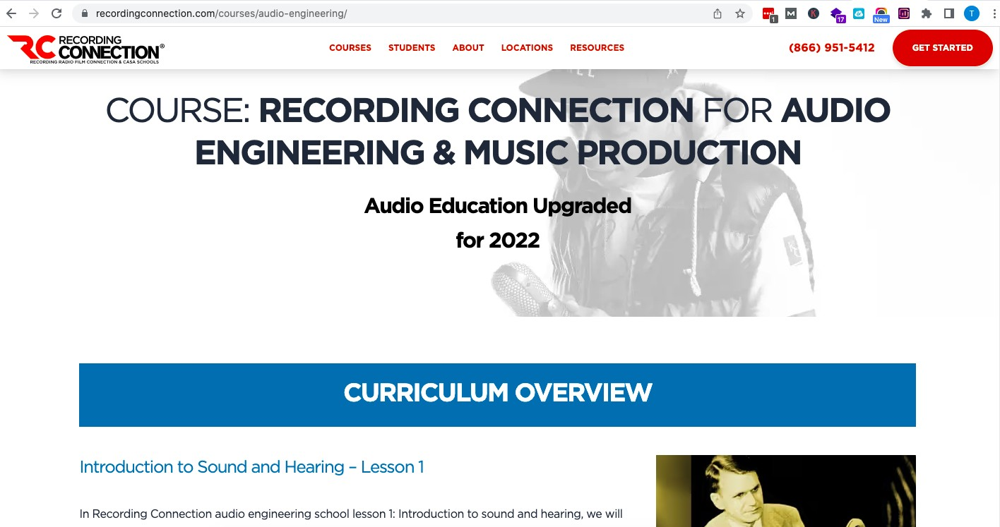 recordingconnection.com/courses/audio-engineering/
1
M
K
17
New
T
RC RECORDING
CONNECTION®
RECORDING RADIO FILM CONNECTION & CASA SCHOOLS
COURSES STUDENTS ABOUT LOCATIONS RESOURCES
(866) 951-5412
GET STARTED
COURSE: RECORDING CONNECTION FOR AUDIO
ENGINEERING & MUSIC PRODUCTION
Audio Education Upgraded
for 2022
CURRICULUM OVERVIEW
Introduction to Sound and Hearing – Lesson 1
In Recording Connection audio engineering school lesson 1: Introduction to sound and hearing, we will